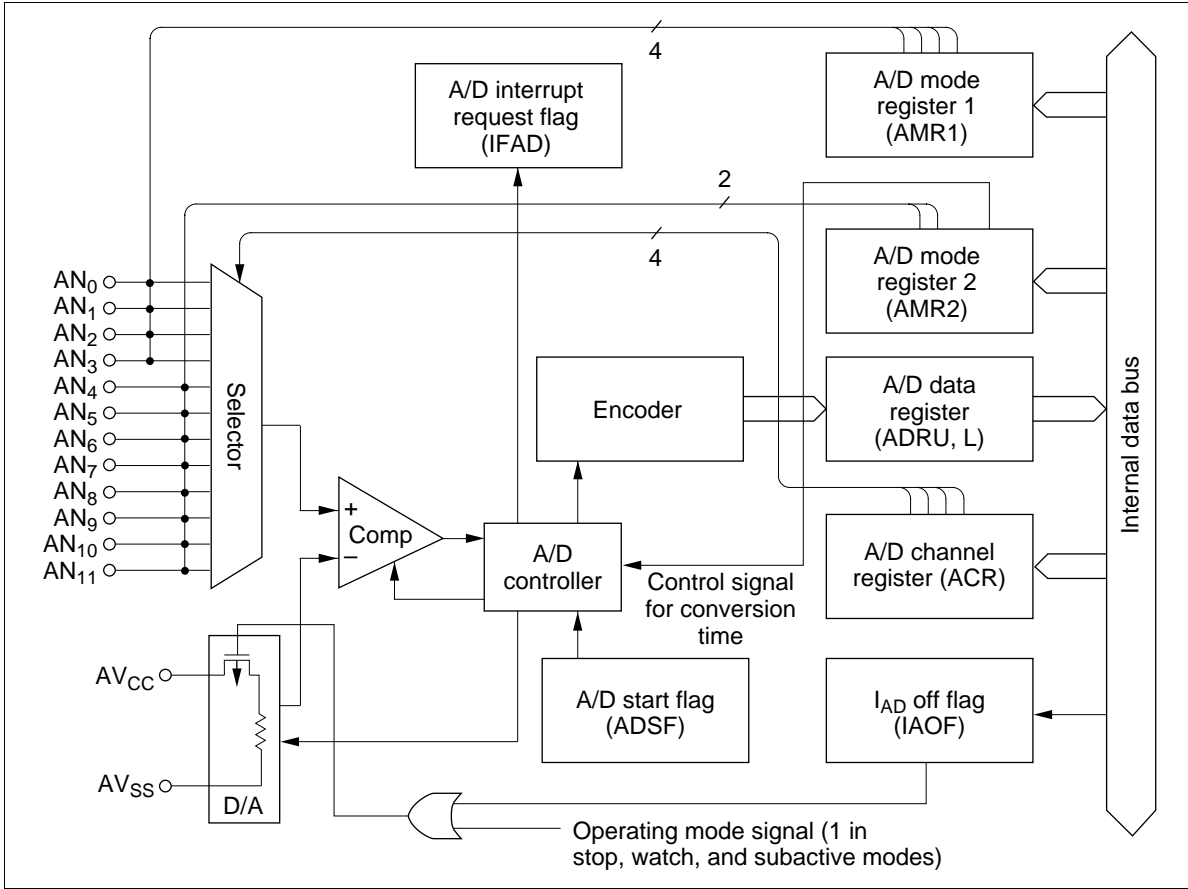 4
A/D mode
register 1
(AMR1)
A/D interrupt
request flag
(IFAD)
2
4
A/D mode
register 2
(AMR2)
AN0
AN1
AN2
AN3
AN4
AN5
AN6
AN7
AN8
AN9
AN10
AN11
Selector
Encoder
A/D data
register
(ADRU, L)
Internal data bus
+
Comp
−
A/D
controller
Control signal
for conversion
time
A/D channel
register (ACR)
AVCC
AVSS
D/A
A/D start flag
(ADSF)
IAD off flag
(IAOF)
Operating mode signal (1 in
stop, watch, and subactive modes)